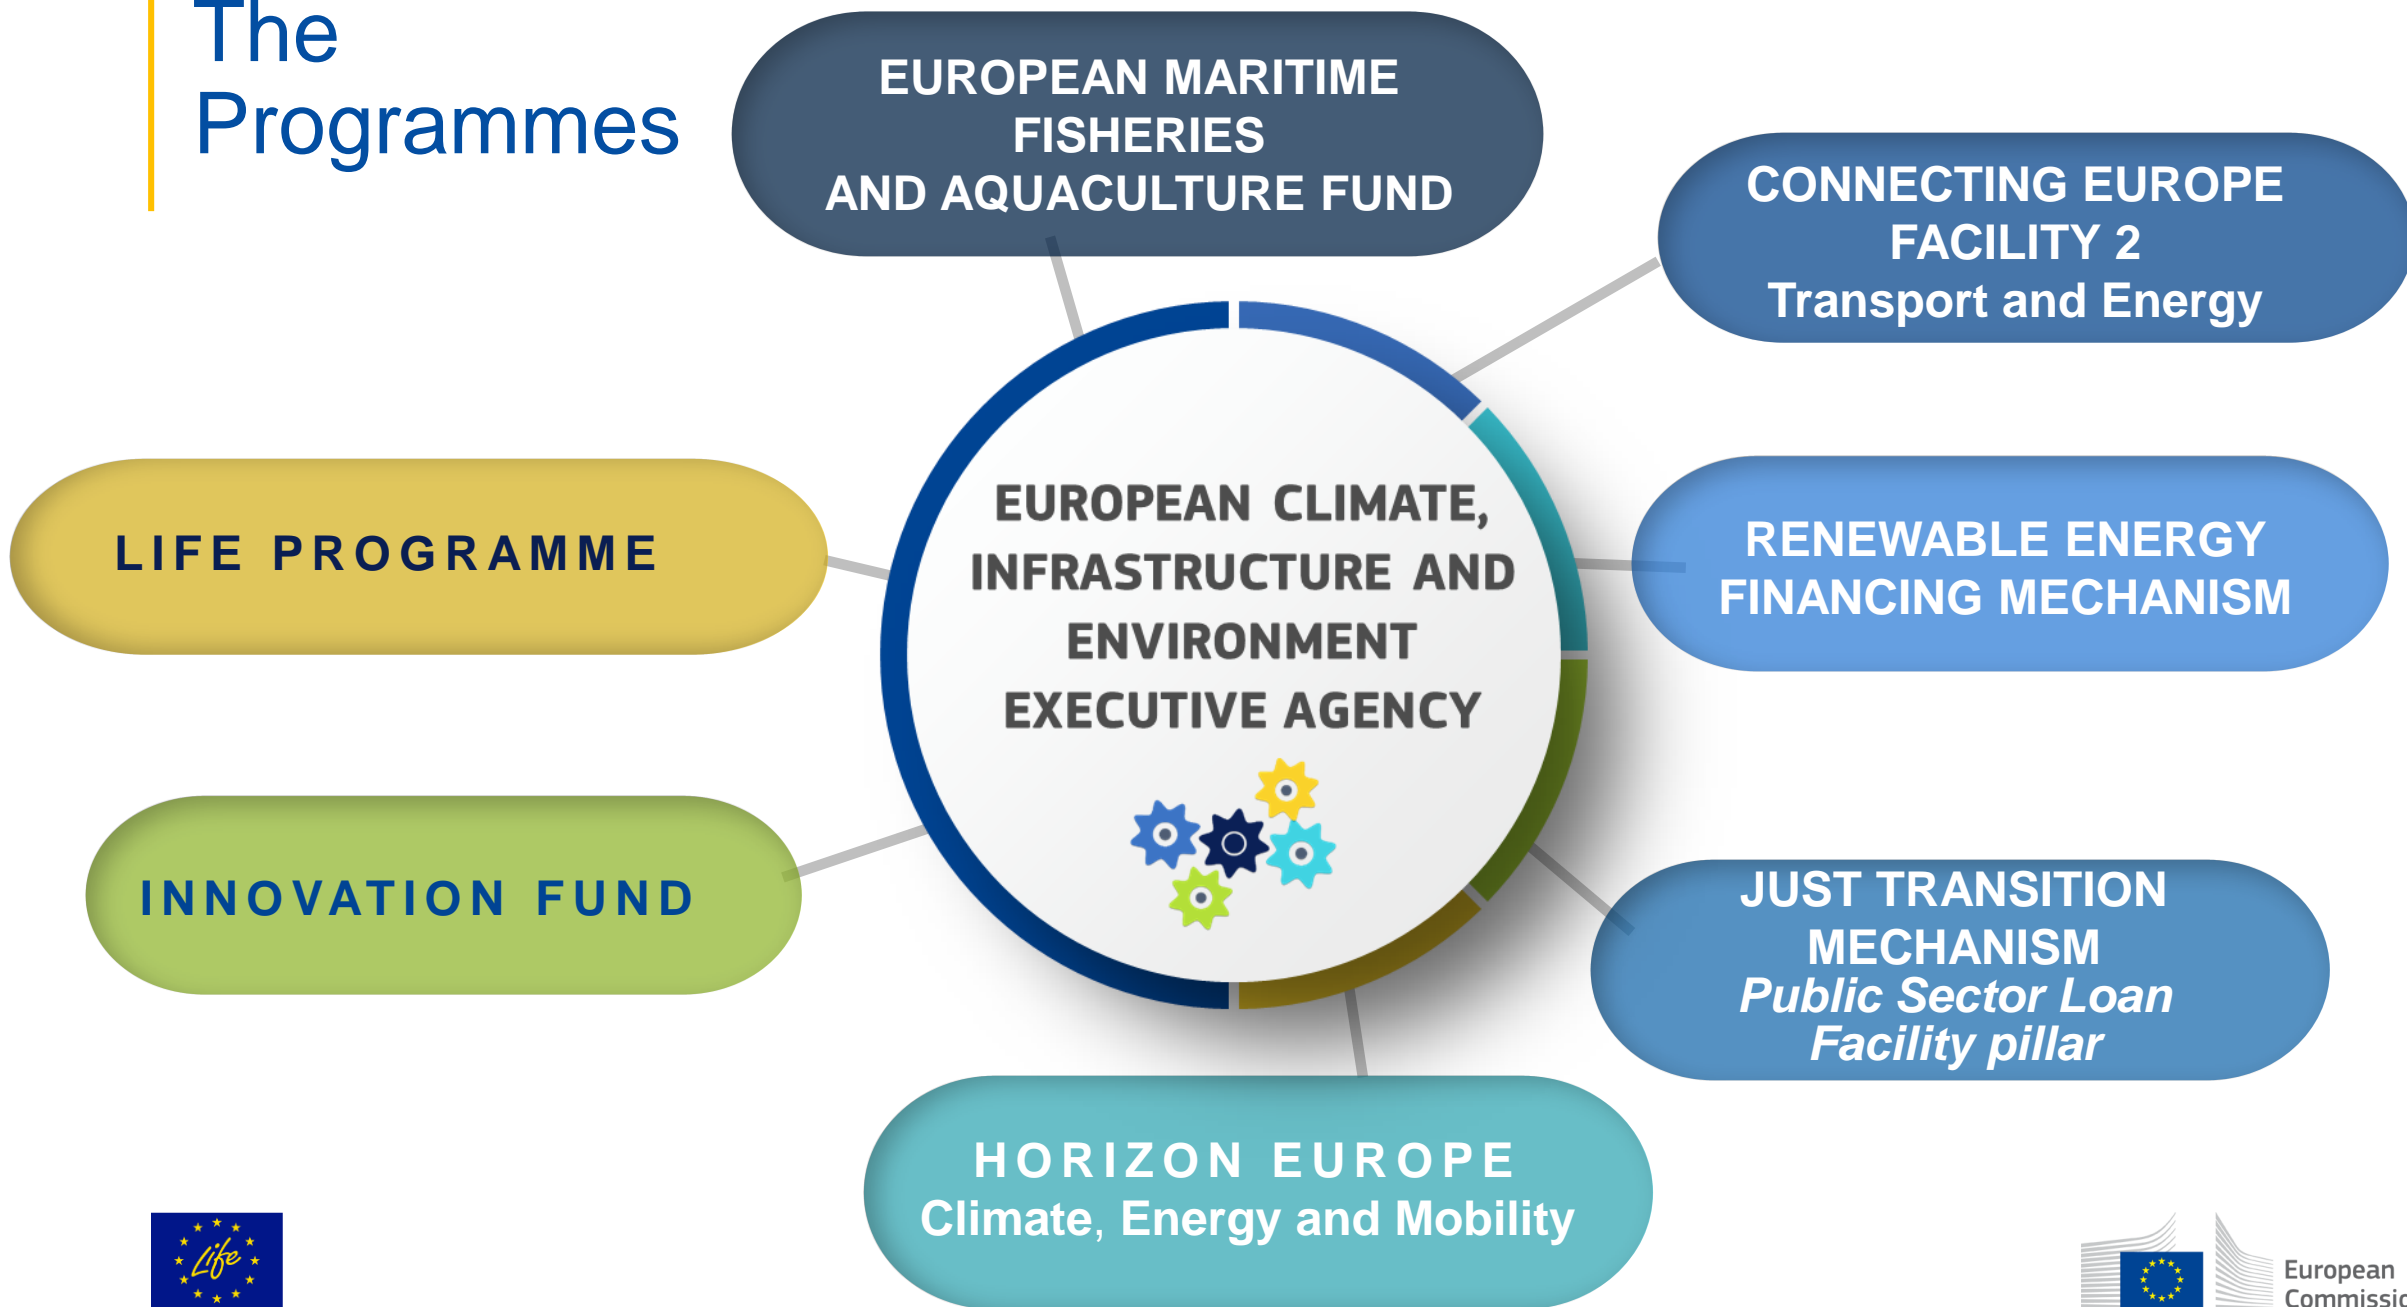 The
Programmes
EUROPEAN MARITIME
FISHERIES
AND AQUACULTURE FUND
CONNECTING EUROPE
FACILITY 2
Transport and Energy
LIFE PROGRAMME
EUROPEAN CLIMATE,
INFRASTRUCTURE AND
ENVIRONMENT
EXECUTIVE AGENCY
RENEWABLE ENERGY
FINANCING MECHANISM
INNOVATION FUND
JUST TRANSITION
MECHANISM
Public Sector Loan
Facility pillar
HORIZON EUROPE
Climate, Energy and Mobility
Life
European
Commissio